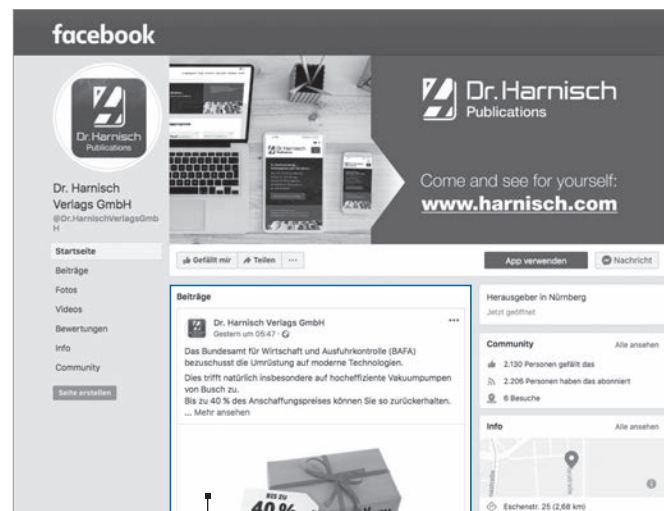 facebook
Dr. Harnisch
Publications
Dr. Harnisch
Verlags GmbH
@Dr.HarnischVerlagsGmb
H
Startseite
Beiträge
Fotos
Videos
Bewertungen
Info
Community
Seite erstellen
Dr. Harnisch
Publications
Come and see for yourself:
www.harnisch.com
Gefällt mir
Teilen
...
App verwenden
Nachricht
Beiträge
Dr. Harnisch Verlags GmbH
Gestern um 05:47 ·
Das Bundesamt für Wirtschaft und Ausfuhrkontrolle (BAFA)
bezuschusst die Umrüstung auf moderne Technologien.
Dies trifft natürlich insbesondere auf hocheffiziente Vakuumpumpen
von Busch zu.
Bis zu 40 % des Anschaffungspreises können Sie so zurückerhalten.
... Mehr ansehen
BIS ZU
40 %
Herausgeber in Nürnberg
Jetzt geöffnet
Community
Alle ansehen
2.130 Personen gefällt das
2.206 Personen haben das abonniert
6 Besuche
Info
Alle ansehen
Eschenstr. 25 (2,68 km)